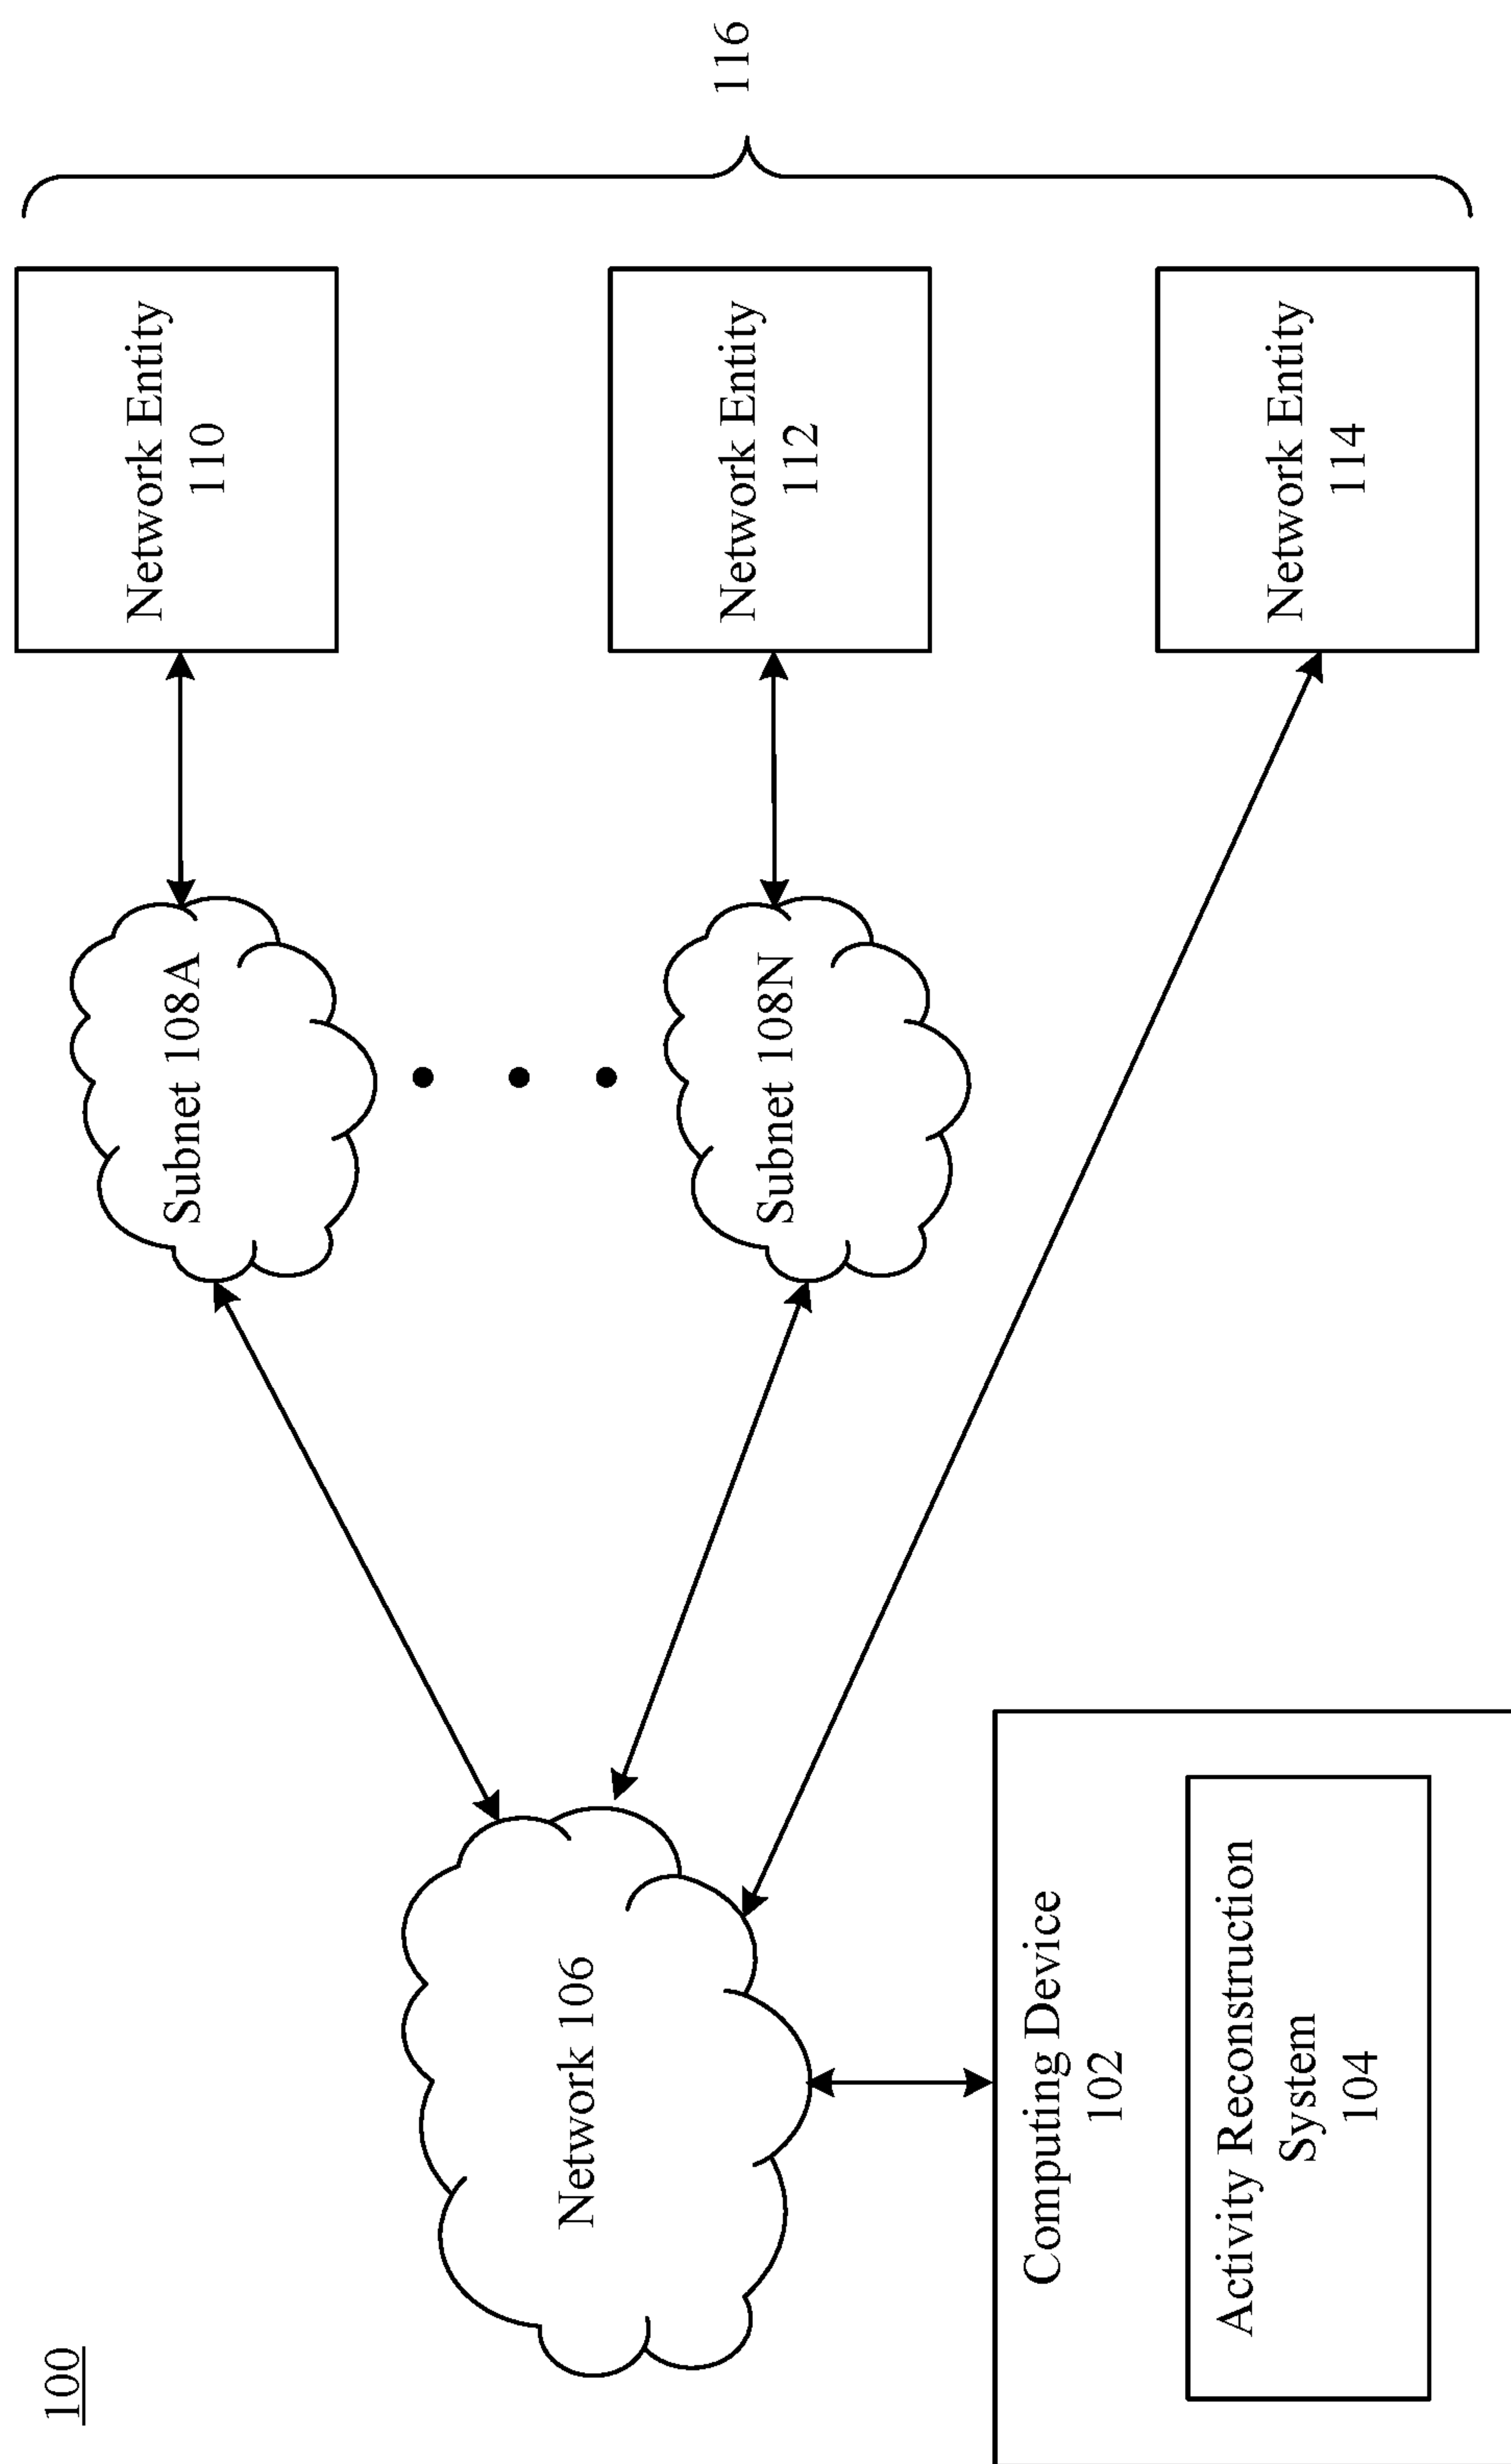 100
Network 106
Subnet 108A
Subnet 108N
Network Entity
110
Network Entity
112
Network Entity
114
116
Computing Device
102
Activity Reconstruction
System
104